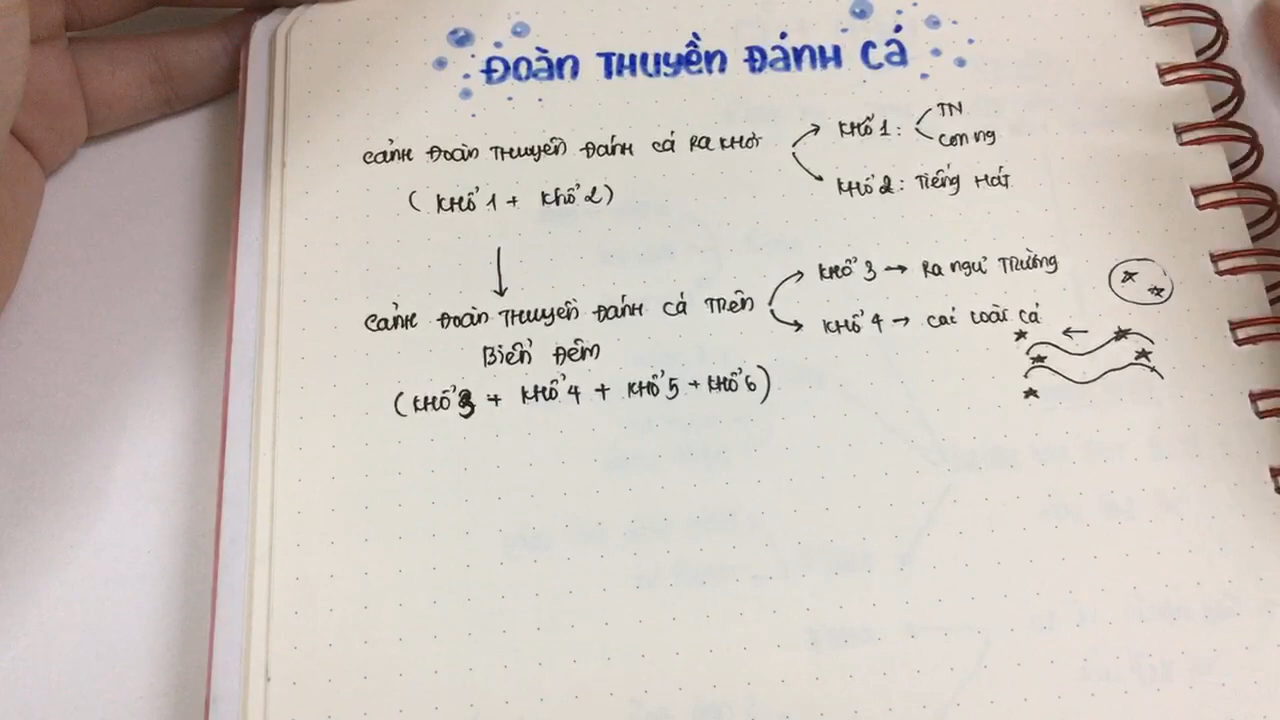 ĐOÀN THUYỀN ĐÁNH CÁ
CẢNH ĐOÀN THUYỀN ĐÁNH CÁ RA KHƠI
(KHỔ 1 + KHỔ 2)
KHỔ 1: TN
CON NG
KHỔ 2: TIẾNG HÁT
CẢNH ĐOÀN THUYỀN ĐÁNH CÁ TRÊN
BIỂN ĐÊM
(KHỔ 3 + KHỔ 4 + KHỔ 5 + KHỔ 6)
KHỔ 3 → RA NGƯ TRƯỜNG
KHỔ 4 → CÁC LOÀI CÁ